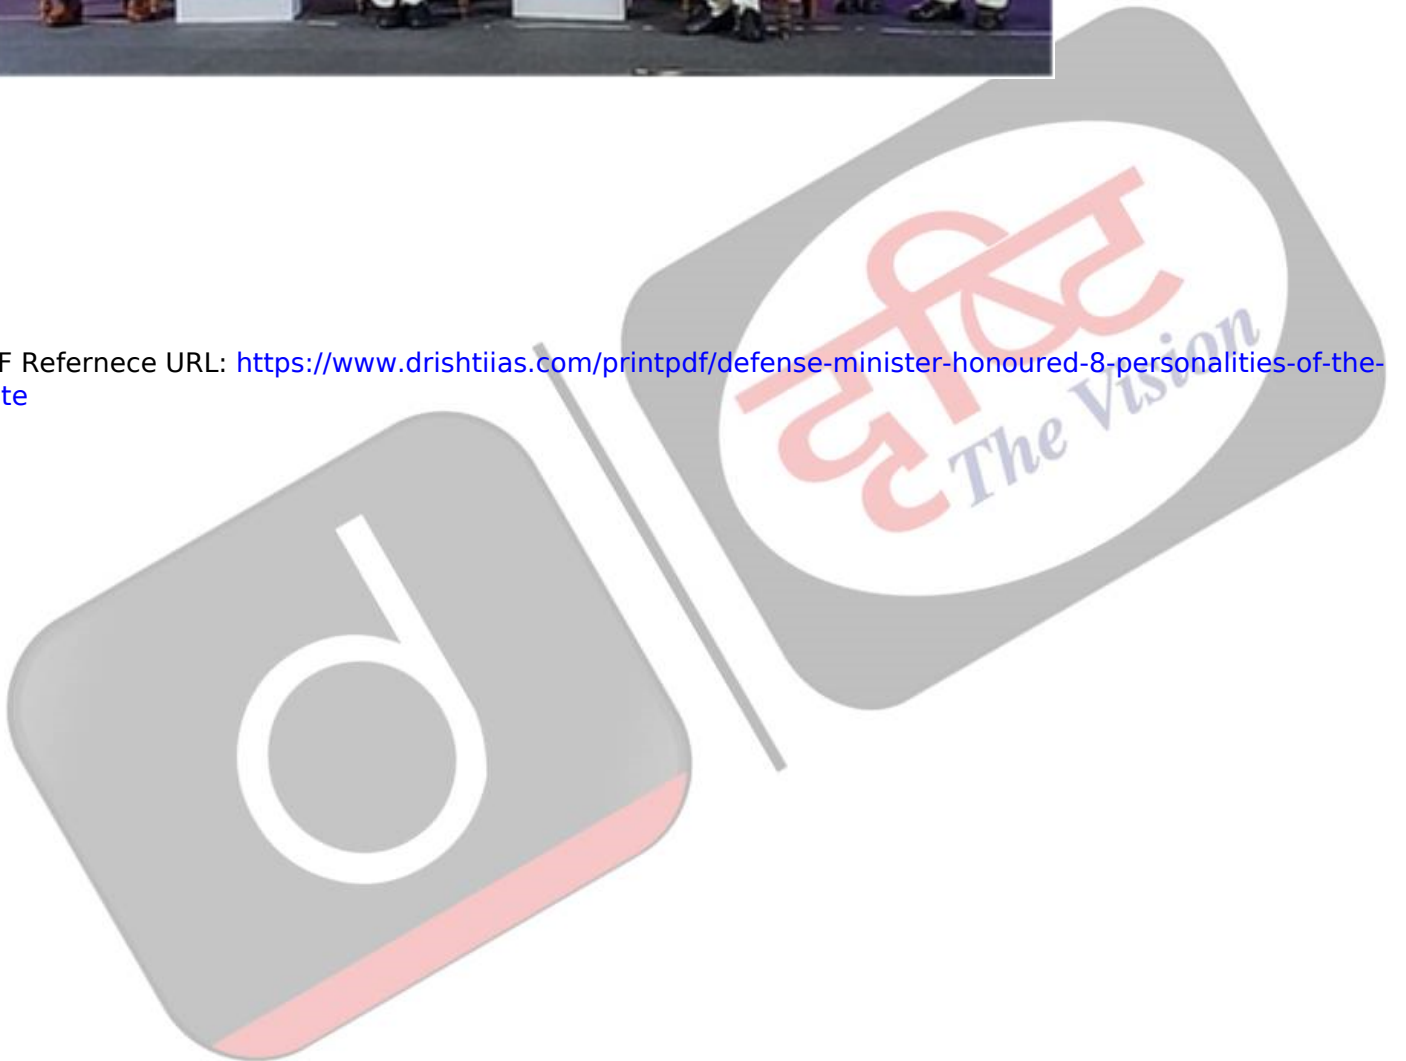 F Refernece URL: https://www.drishtiias.com/printpdf/defense-minister-honoured-8-personalities-of-the-
te
दृष्टि
The Vision
d